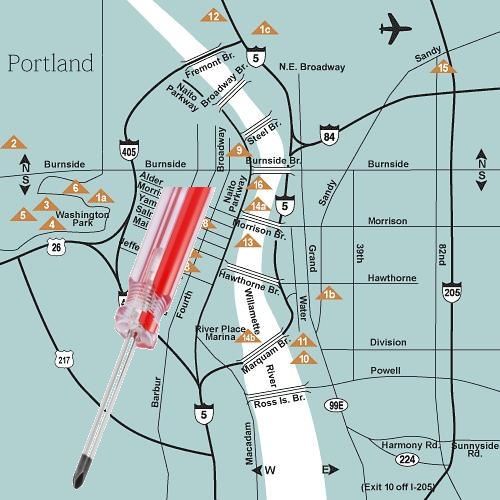 12
1c
Portland
Fremont Br.
5
N.E. Broadway
Sandy
15
Naito
Parkway
Broadway Br.
Steel Br.
84
405
2
N
S
Burnside
Burnside
Broadway
9
Burnside Br.
Burnside
N
S
Alder
Morri
Yam
Salr
Mai
6
1a
3
5
4
Washington
Park
Naito
Parkway
16
14a
5
Sandy
Morrison Br.
Morrison
26
Jeffe
8
13
Grand
39th
82nd
Hawthorne Br.
Hawthorne
205
Fourth
Willamette
River
Water
1b
River Place
Marina
14b
Marquam Br.
11
10
Division
217
Powell
Barbur
5
Ross Is. Br.
99E
Macadam
Harmony Rd.
Sunnyside
Rd.
224
W
E
(Exit 10 off I-205)